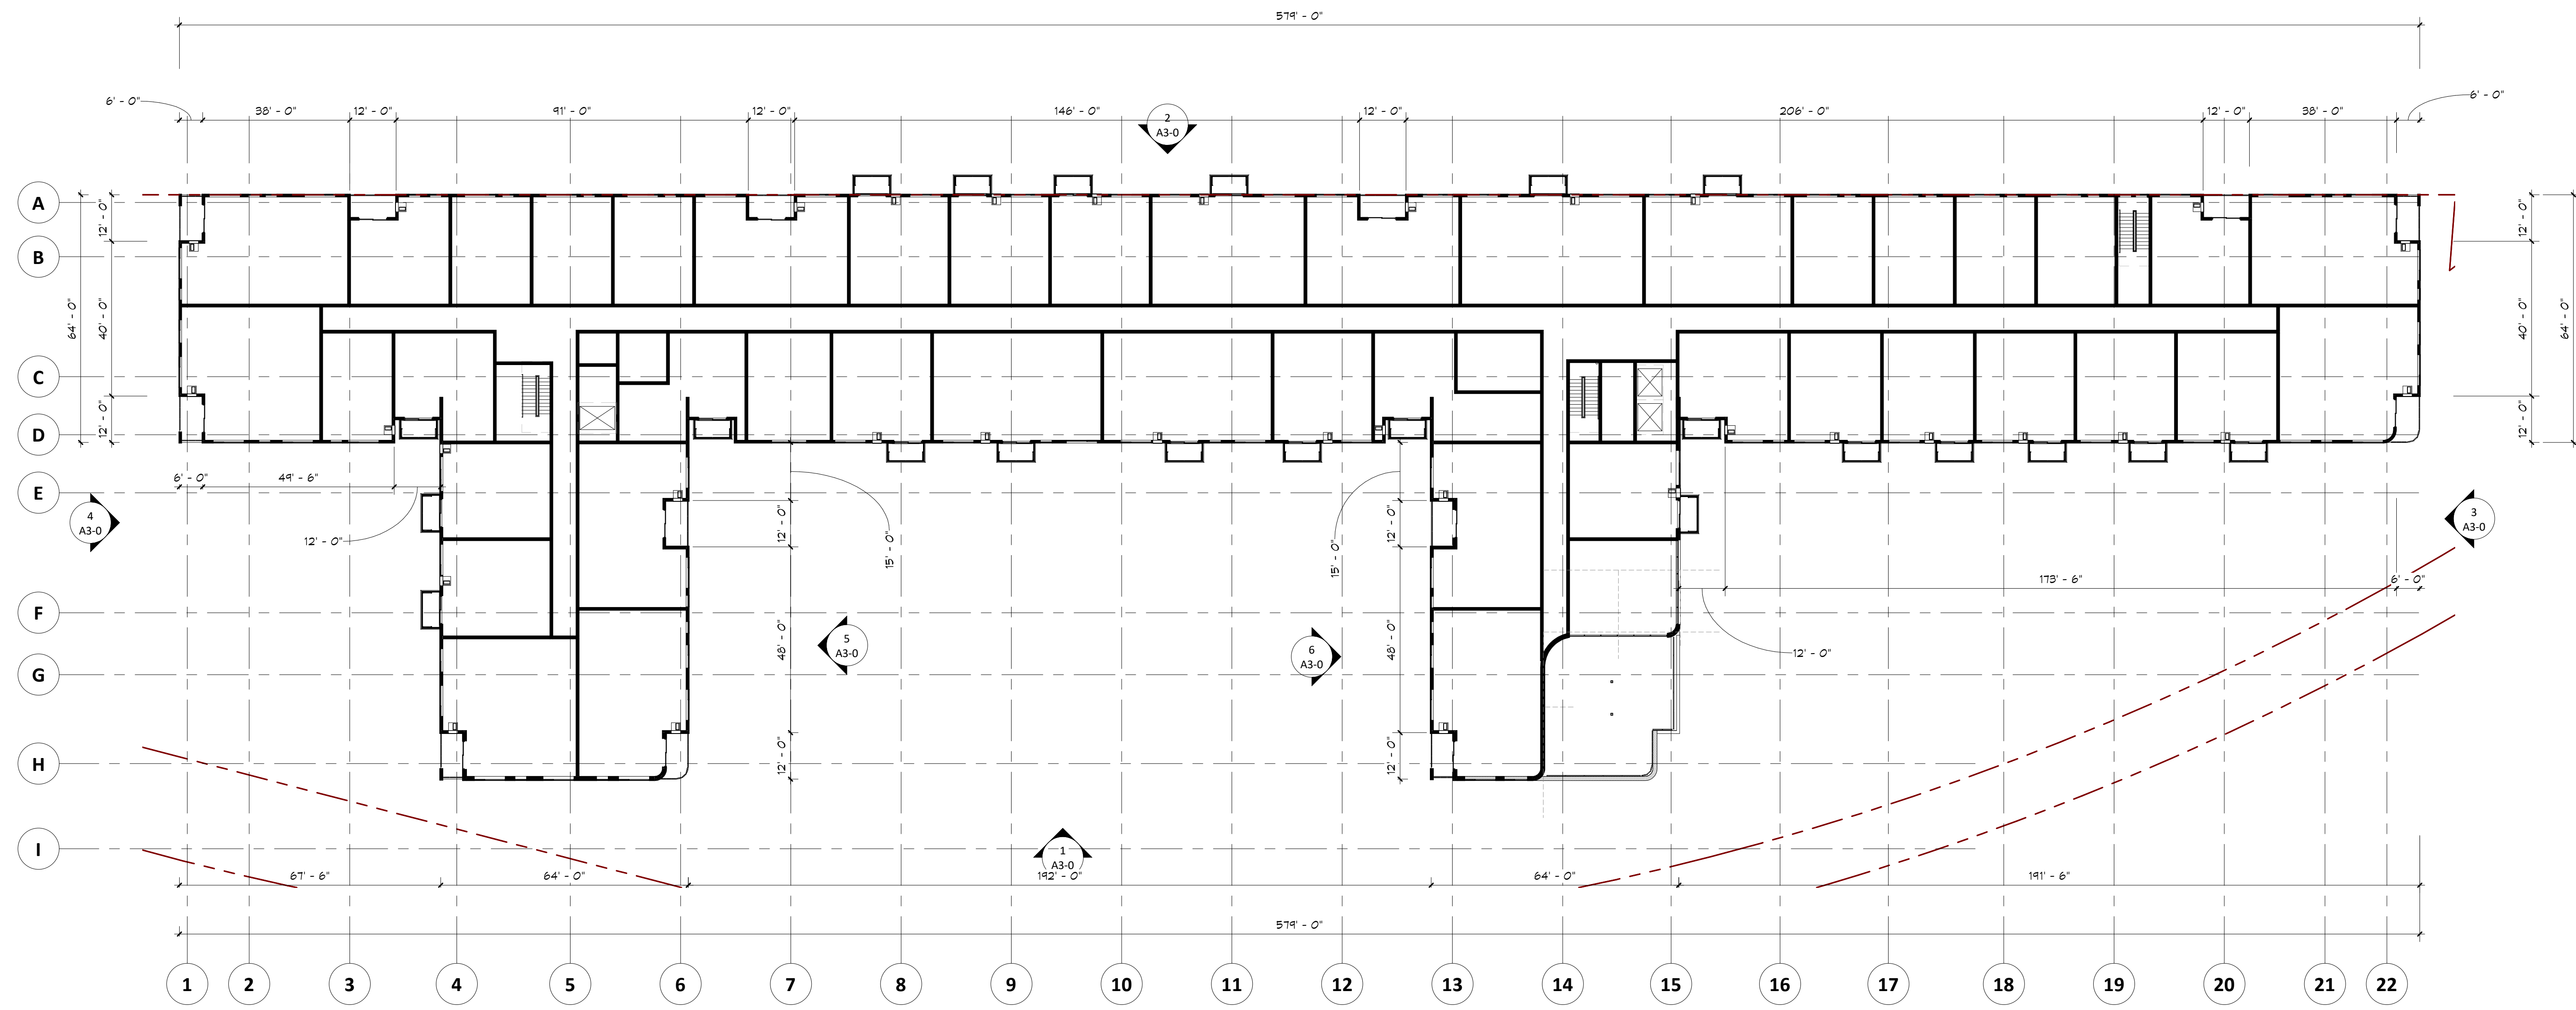 579' - 0"
6' - 0"
38' - 0"
12' - 0"
91' - 0"
12' - 0"
146' - 0"
2
A3-0
12' - 0"
206' - 0"
12' - 0"
38' - 0"
6' - 0"
A
B
C
D
E
F
G
H
I
64' - 0"
12' - 0"
40' - 0"
12' - 0"
12' - 0"
40' - 0"
12' - 0"
64' - 0"
6' - 0"
49' - 6"
12' - 0"
4
A3-0
12' - 0"
15' - 0"
48' - 0"
12' - 0"
5
A3-0
6
A3-0
15' - 0"
12' - 0"
48' - 0"
12' - 0"
3
A3-0
173' - 6"
6' - 0"
12' - 0"
1
A3-0
67' - 6"
64' - 0"
192' - 0"
64' - 0"
191' - 6"
579' - 0"
1 2 3 4 5 6 7 8 9 10 11 12 13 14 15 16 17 18 19 20 21 22